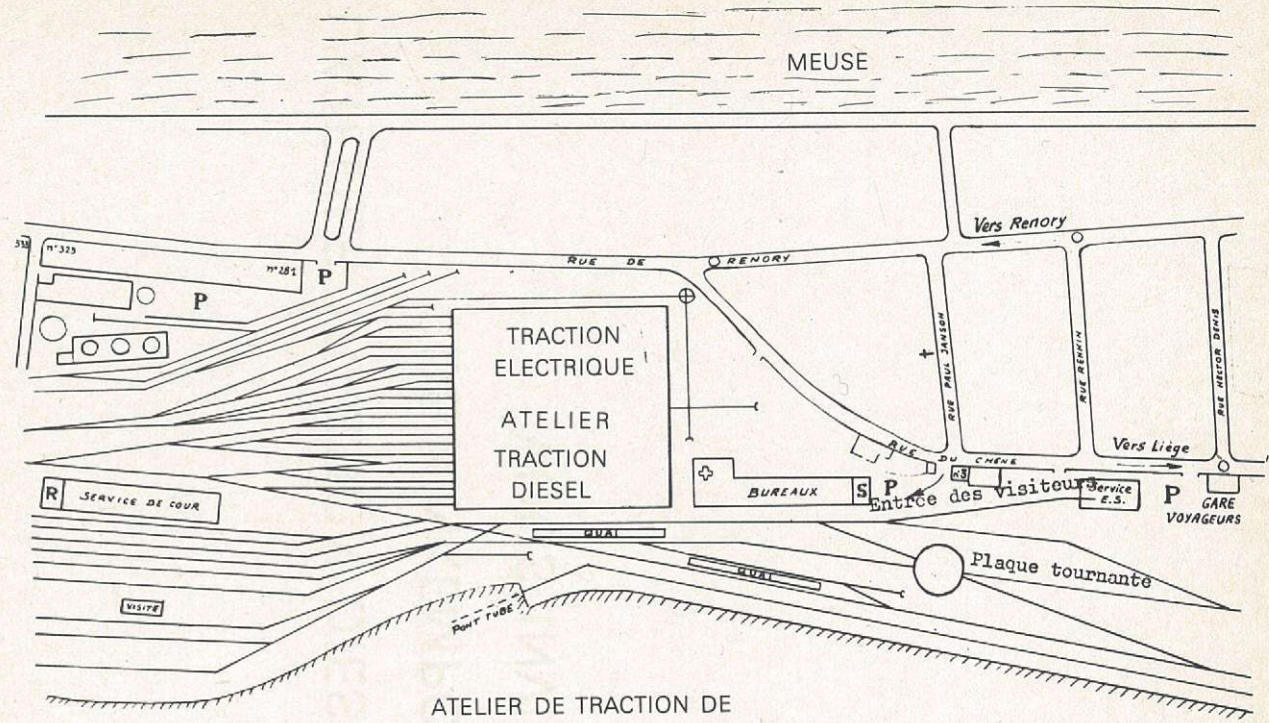 MEUSE
Vers Renory
n°325
n°281
P
P
RUE DE RENORY
TRACTION
ELECTRIQUE
ATELIER
TRACTION
DIESEL
RUE PAUL JANSON
RUE RENKIN
RUE HECTOR DENIS
RUE DU CHENE
Vers Liège
R
SERVICE DE COUR
BUREAUX
S
P
n°3
Entrée des visiteurs
Service
E.S.
P
GARE
VOYAGEURS
QUAI
QUAI
Plaque tournante
VISITE
PONT TUBE
ATELIER DE TRACTION DE